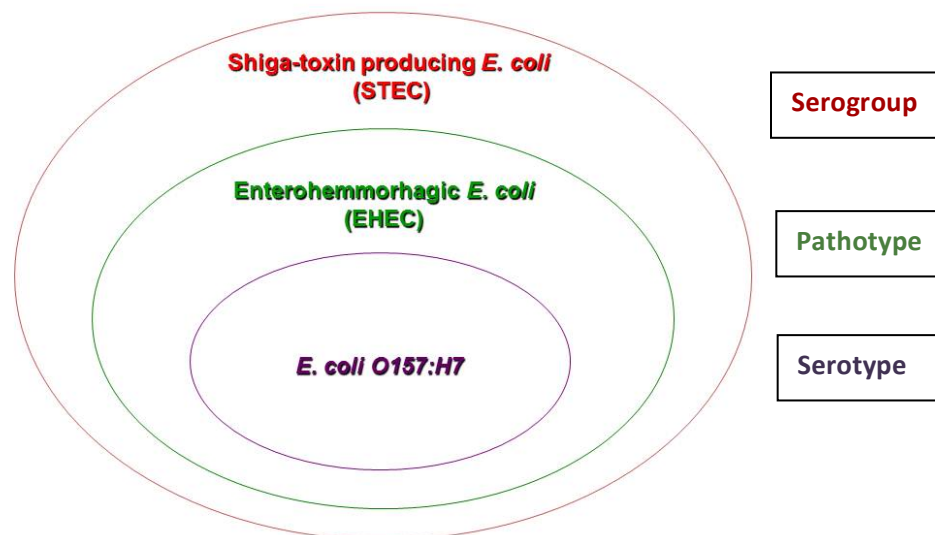 Shiga-toxin producing E. coli
(STEC)
Serogroup
Enterohemmorhagic E. coli
(EHEC)
Pathotype
E. coli O157:H7
Serotype